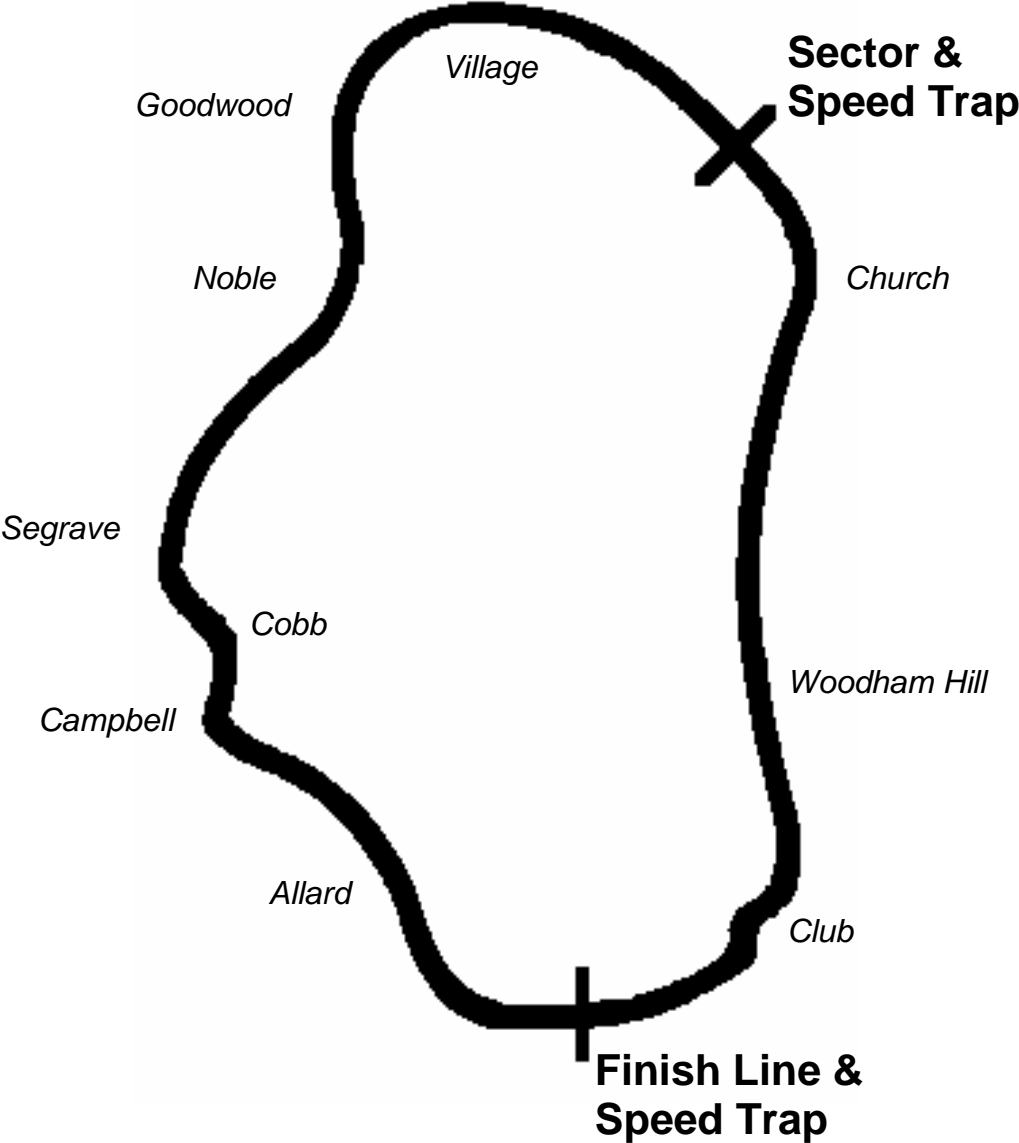 Sector &
Speed Trap
Village
Goodwood
Noble
Church
Segrave
Cobb
Woodham Hill
Campbell
Allard
Club
Finish Line &
Speed Trap